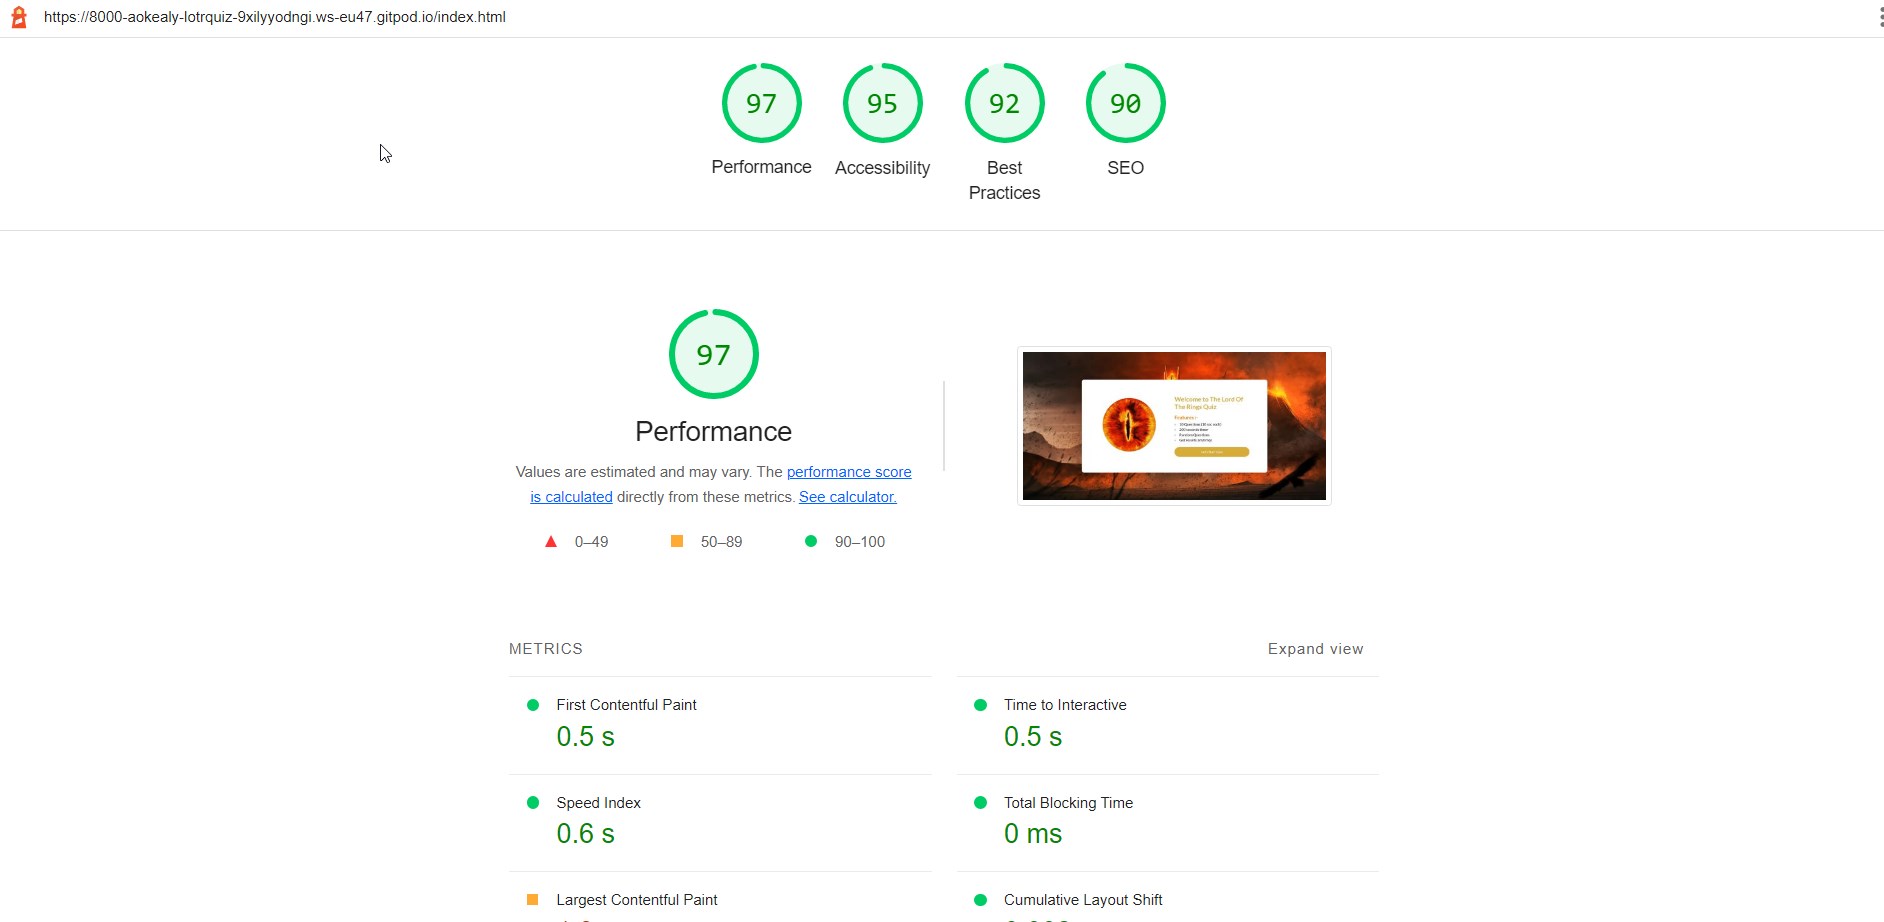 https://8000-aokealy-lotrquiz-9xilyyodngi.ws-eu47.gitpod.io/index.html
97
95
92
90
Performance
Accessibility
Best
Practices
SEO
97
Performance
Values are estimated and may vary. The performance score
is calculated directly from these metrics. See calculator.
0–49
50–89
90–100
Welcome to The Lord Of
The Rings Quiz
METRICS
Expand view
First Contentful Paint
0.5 s
Time to Interactive
0.5 s
Speed Index
0.6 s
Total Blocking Time
0 ms
Largest Contentful Paint
Cumulative Layout Shift